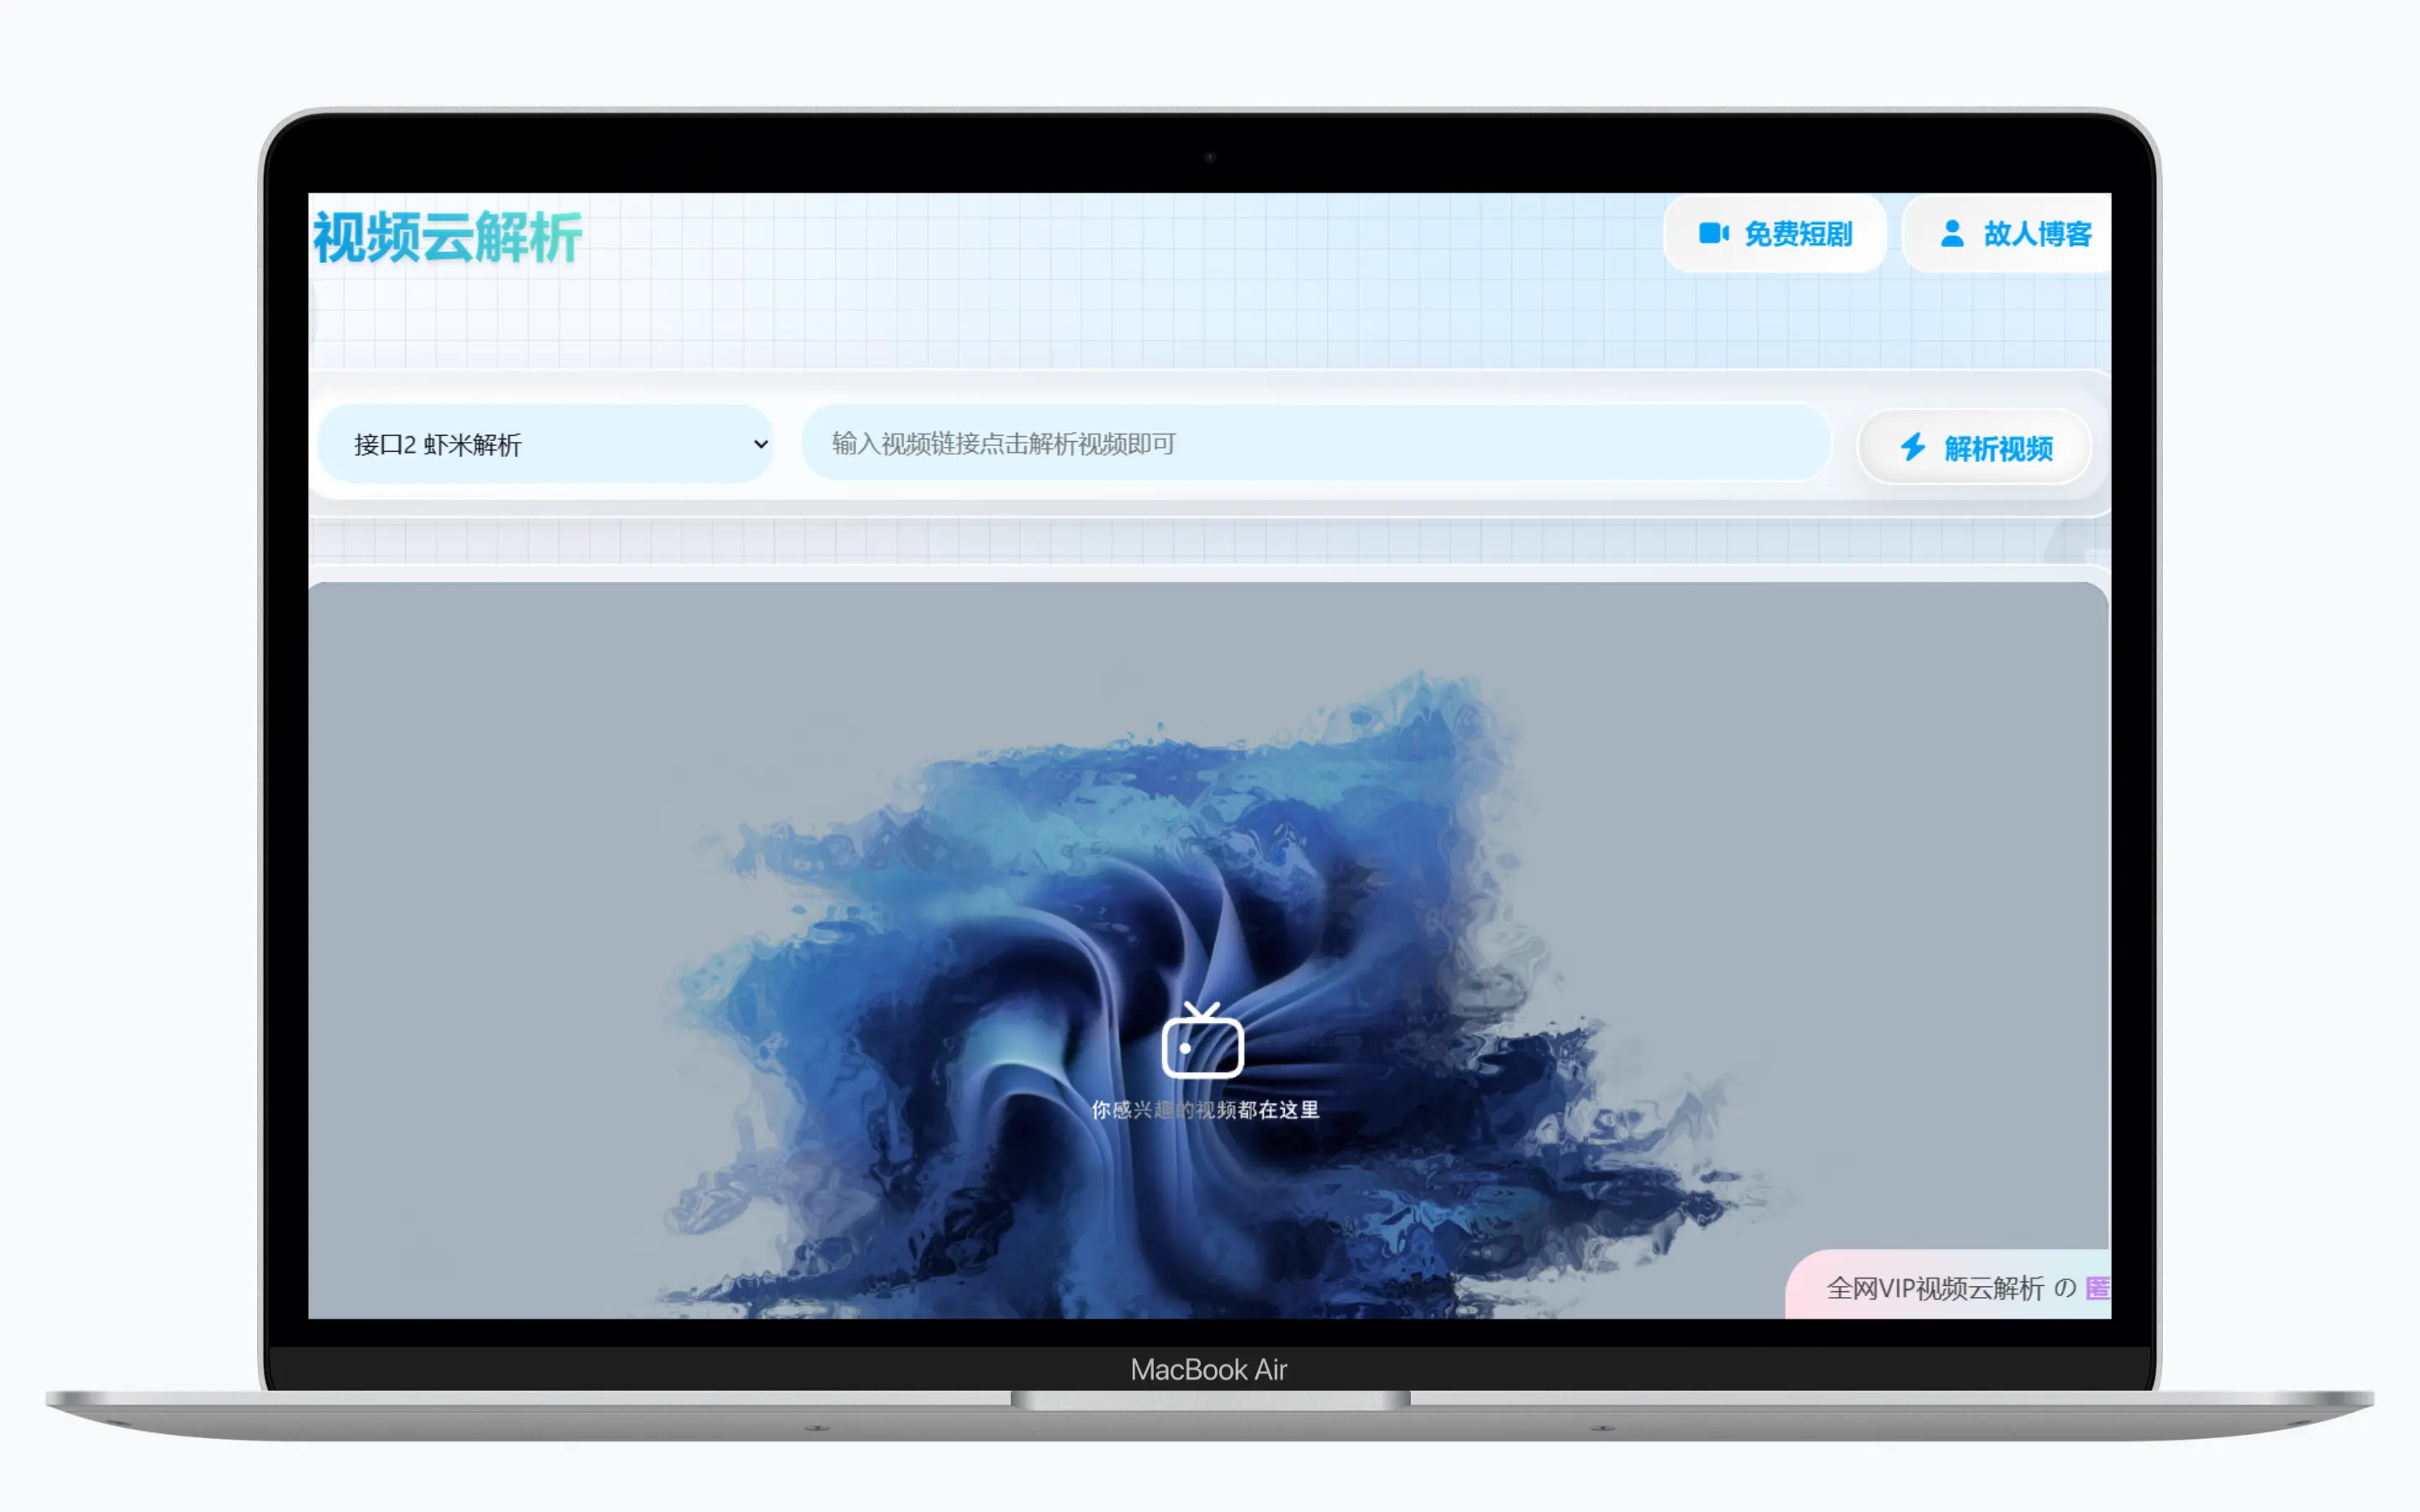 视频云解析
免费短剧
故人博客
接口2 虾米解析
输入视频链接点击解析视频即可
解析视频
你感兴趣的视频都在这里
全网VIP视频云解析 の
MacBook Air